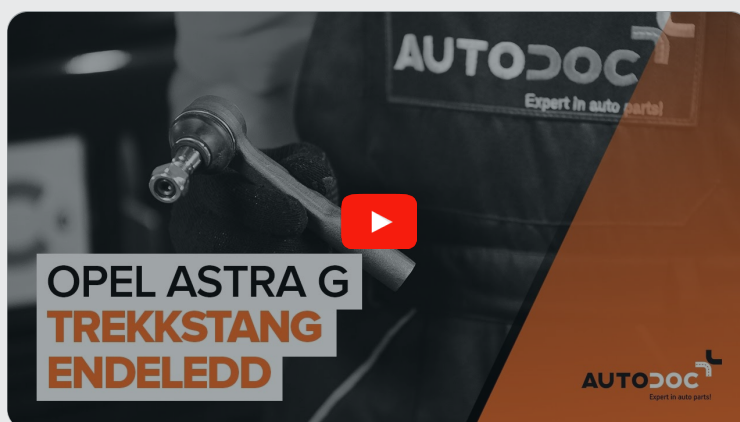 AUTODOC
Expert in auto parts!
OPEL ASTRA G
TREKKSTANG
ENDELEDD
AUTODOC
Expert in auto parts!